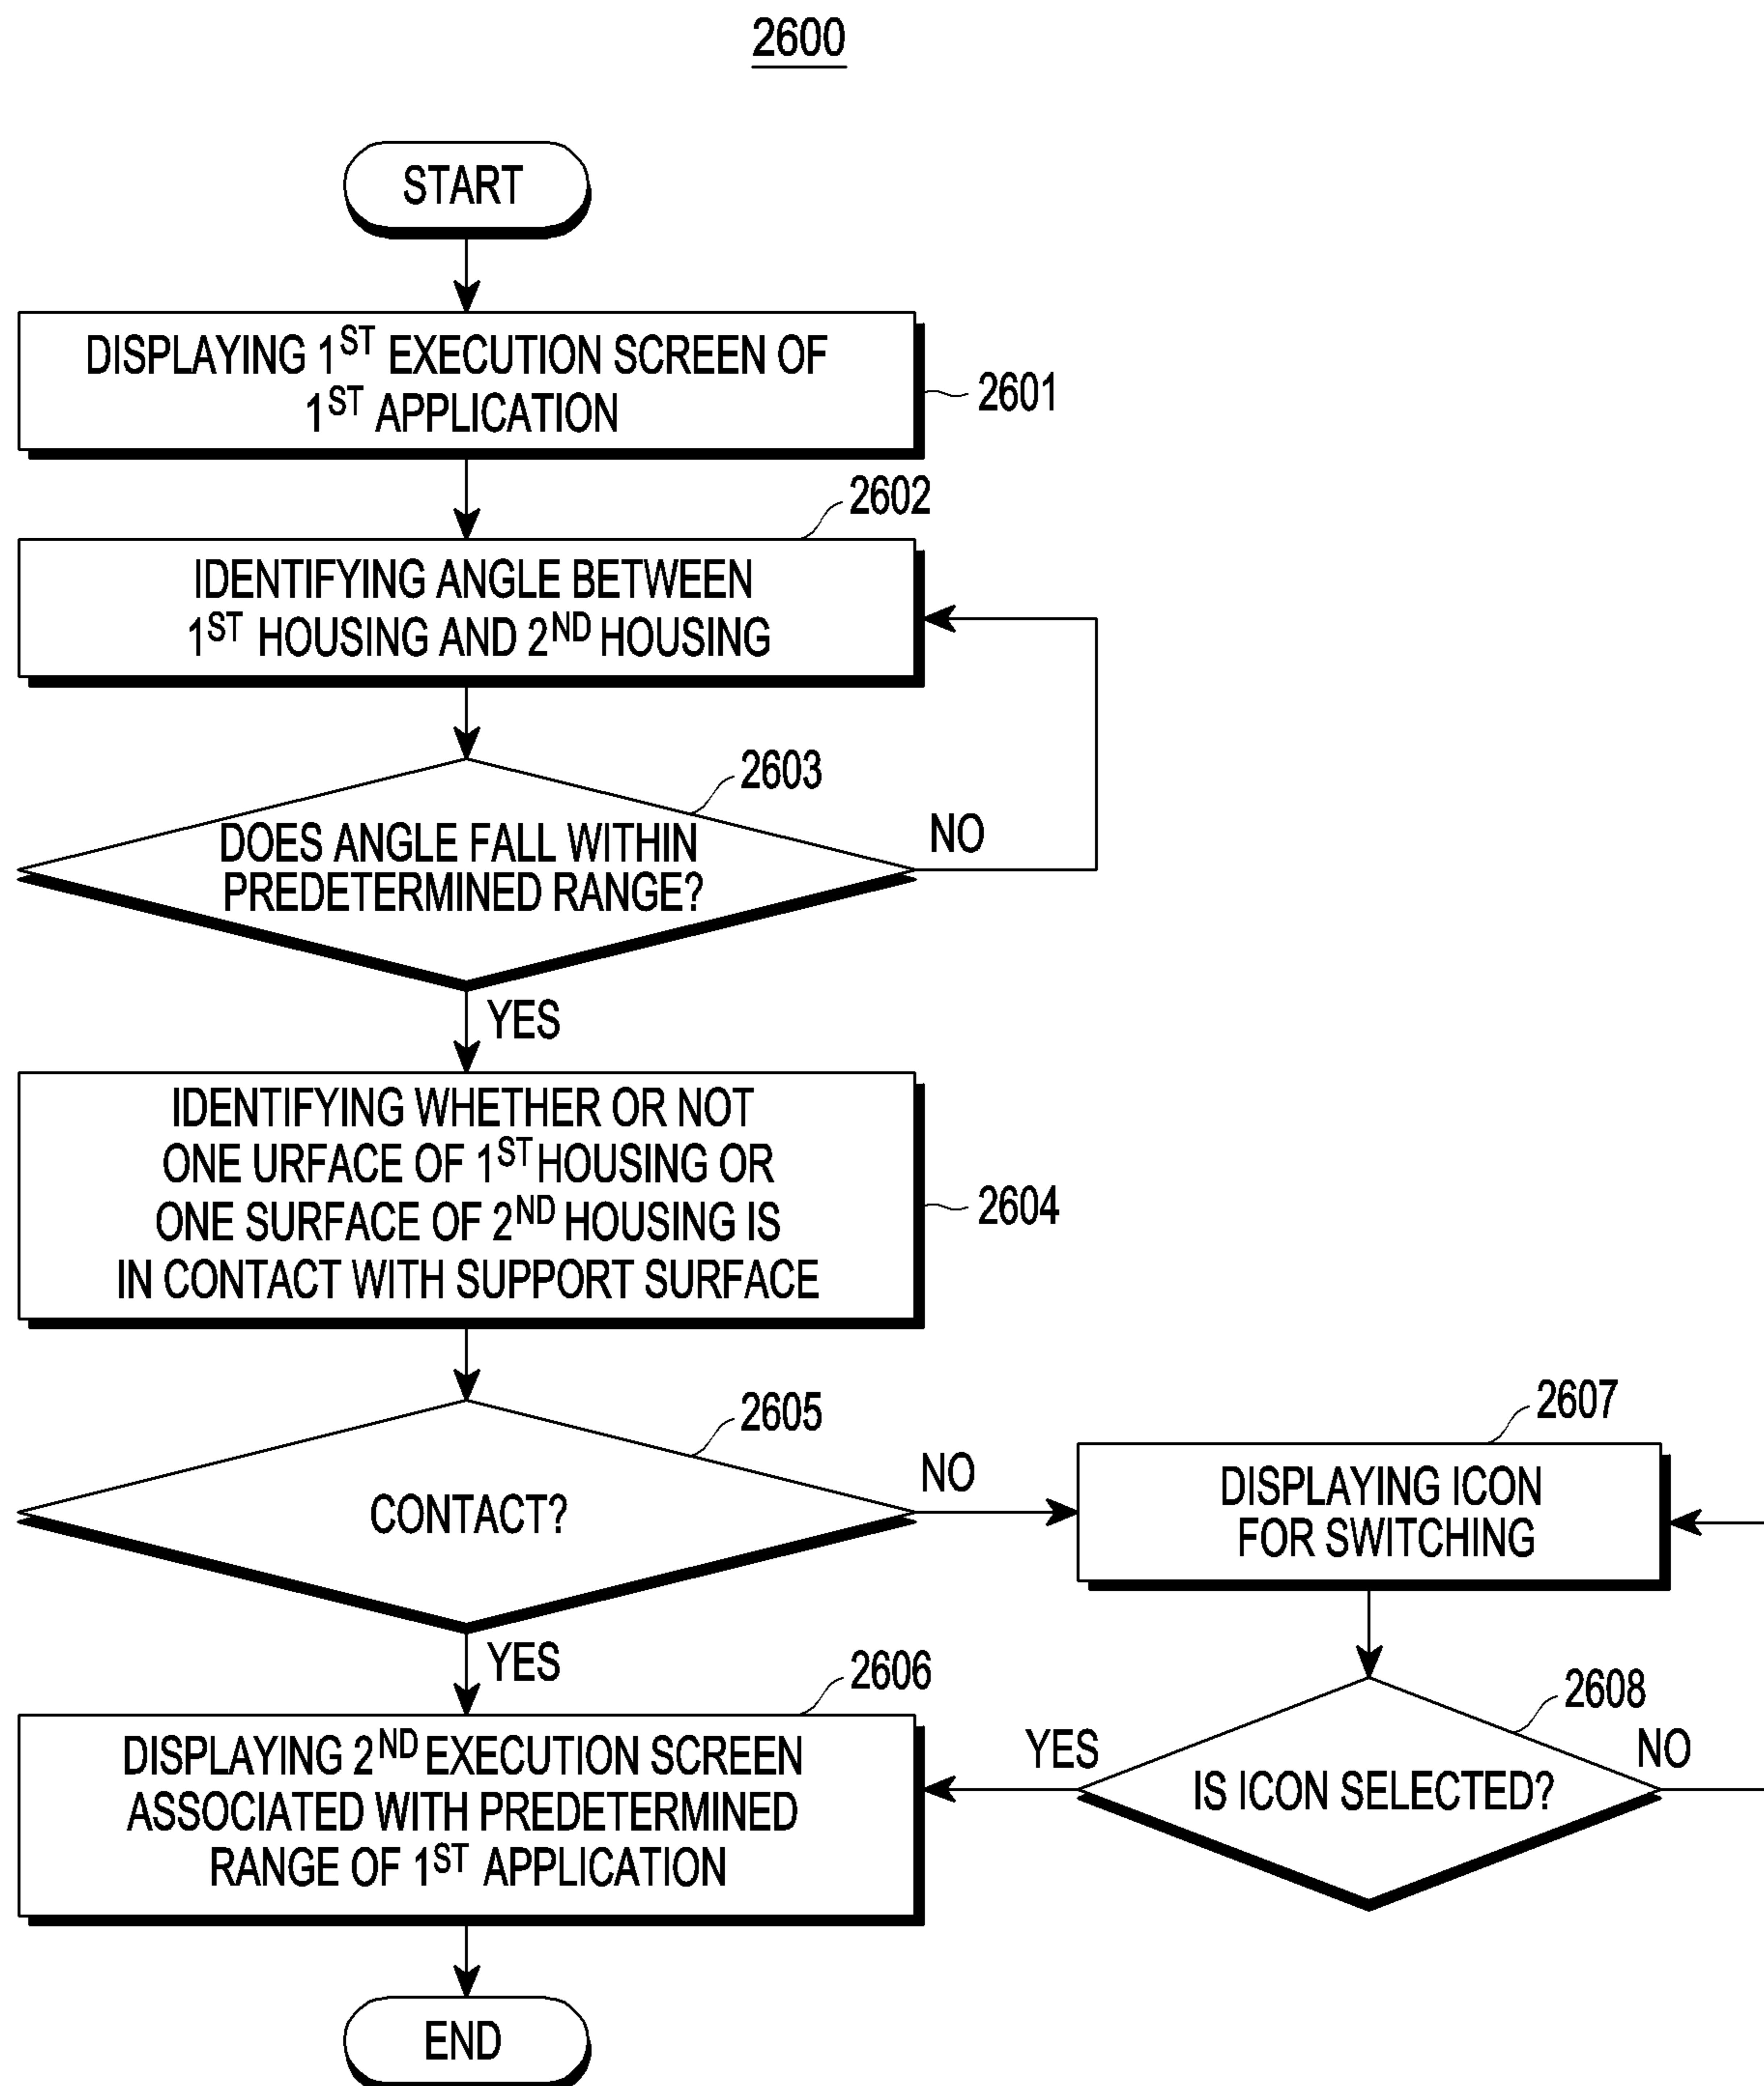 2600
START
DISPLAYING 1ST EXECUTION SCREEN OF
1ST APPLICATION
2601
2602
IDENTIFYING ANGLE BETWEEN
1ST HOUSING AND 2ND HOUSING
2603
DOES ANGLE FALL WITHIN
PREDETERMINED RANGE?
NO
YES
IDENTIFYING WHETHER OR NOT
ONE URFACE OF 1ST HOUSING OR
ONE SURFACE OF 2ND HOUSING IS
IN CONTACT WITH SUPPORT SURFACE
2604
2605
CONTACT?
NO
YES
2607
DISPLAYING ICON
FOR SWITCHING
2606
DISPLAYING 2ND EXECUTION SCREEN
ASSOCIATED WITH PREDETERMINED
RANGE OF 1ST APPLICATION
2608
YES
IS ICON SELECTED?
NO
END